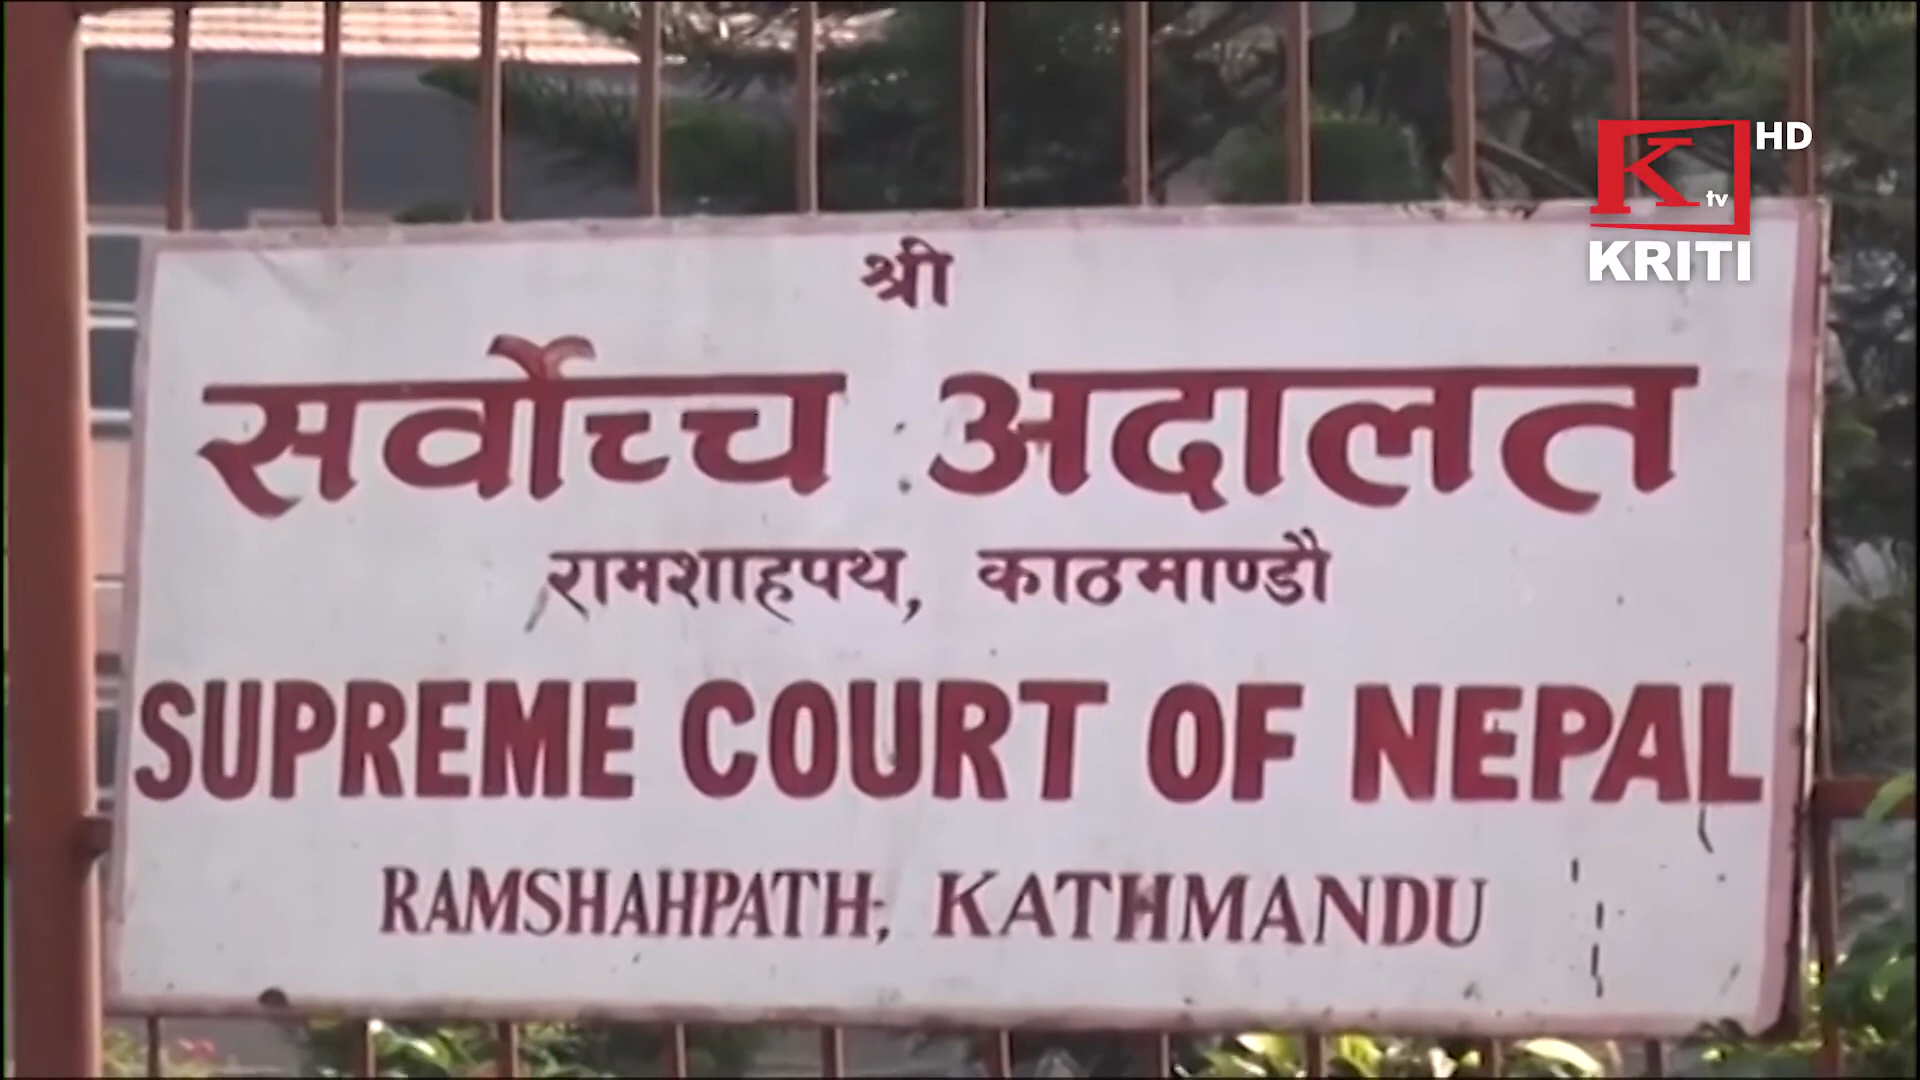 K tv HD
KRITI
श्री
सर्वोच्च अदालत
रामशाहपथ, काठमाण्डौ
SUPREME COURT OF NEPAL
RAMSHAHPATH, KATHMANDU